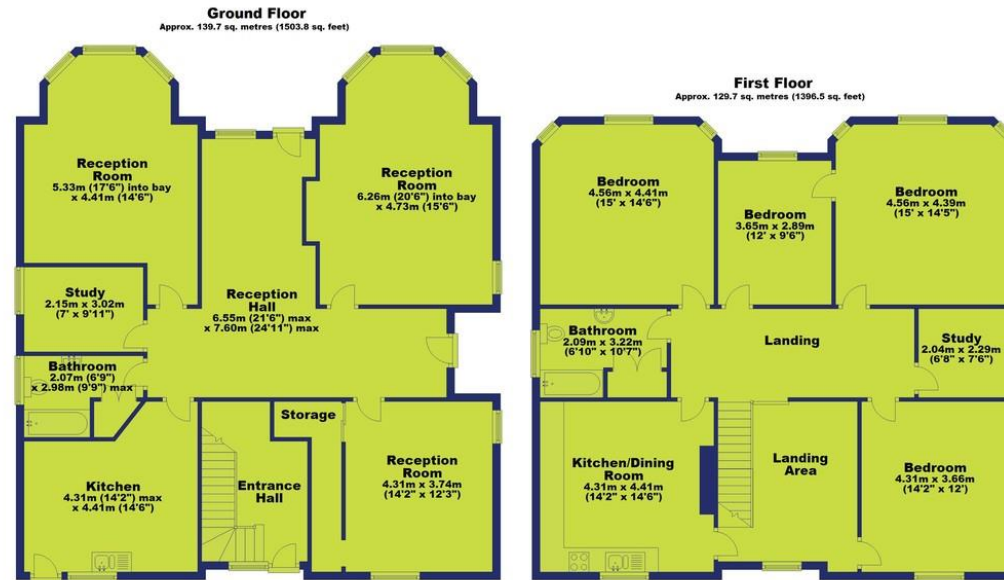 Ground Floor
Approx. 139.7 sq. metres (1503.8 sq. feet)
Reception
Room
5.33m (17'6") into bay
x 4.41m (14'6")
Reception
Room
6.26m (20'6") into bay
x 4.73m (15'6")
Study
2.15m x 3.02m
(7' x 9'11")
Reception
Hall
6.55m (21'6") max
x 7.60m (24'11") max
Bathroom
2.07m (6'9")
x 2.98m (9'9") max
Storage
Kitchen
4.31m (14'2") max
x 4.41m (14'6")
Entrance
Hall
Reception
Room
4.31m x 3.74m
(14'2" x 12'3")
First Floor
Approx. 129.7 sq. metres (1396.5 sq. feet)
Bedroom
4.56m x 4.41m
(15' x 14'6")
Bedroom
3.65m x 2.89m
(12' x 9'6")
Bedroom
4.56m x 4.39m
(15' x 14'5")
Bathroom
2.09m x 3.22m
(6'10" x 10'7")
Landing
Study
2.04m x 2.29m
(6'8" x 7'6")
Kitchen/Dining
Room
4.31m x 4.41m
(14'2" x 14'6")
Landing
Area
Bedroom
4.31m x 3.66m
(14'2" x 12')